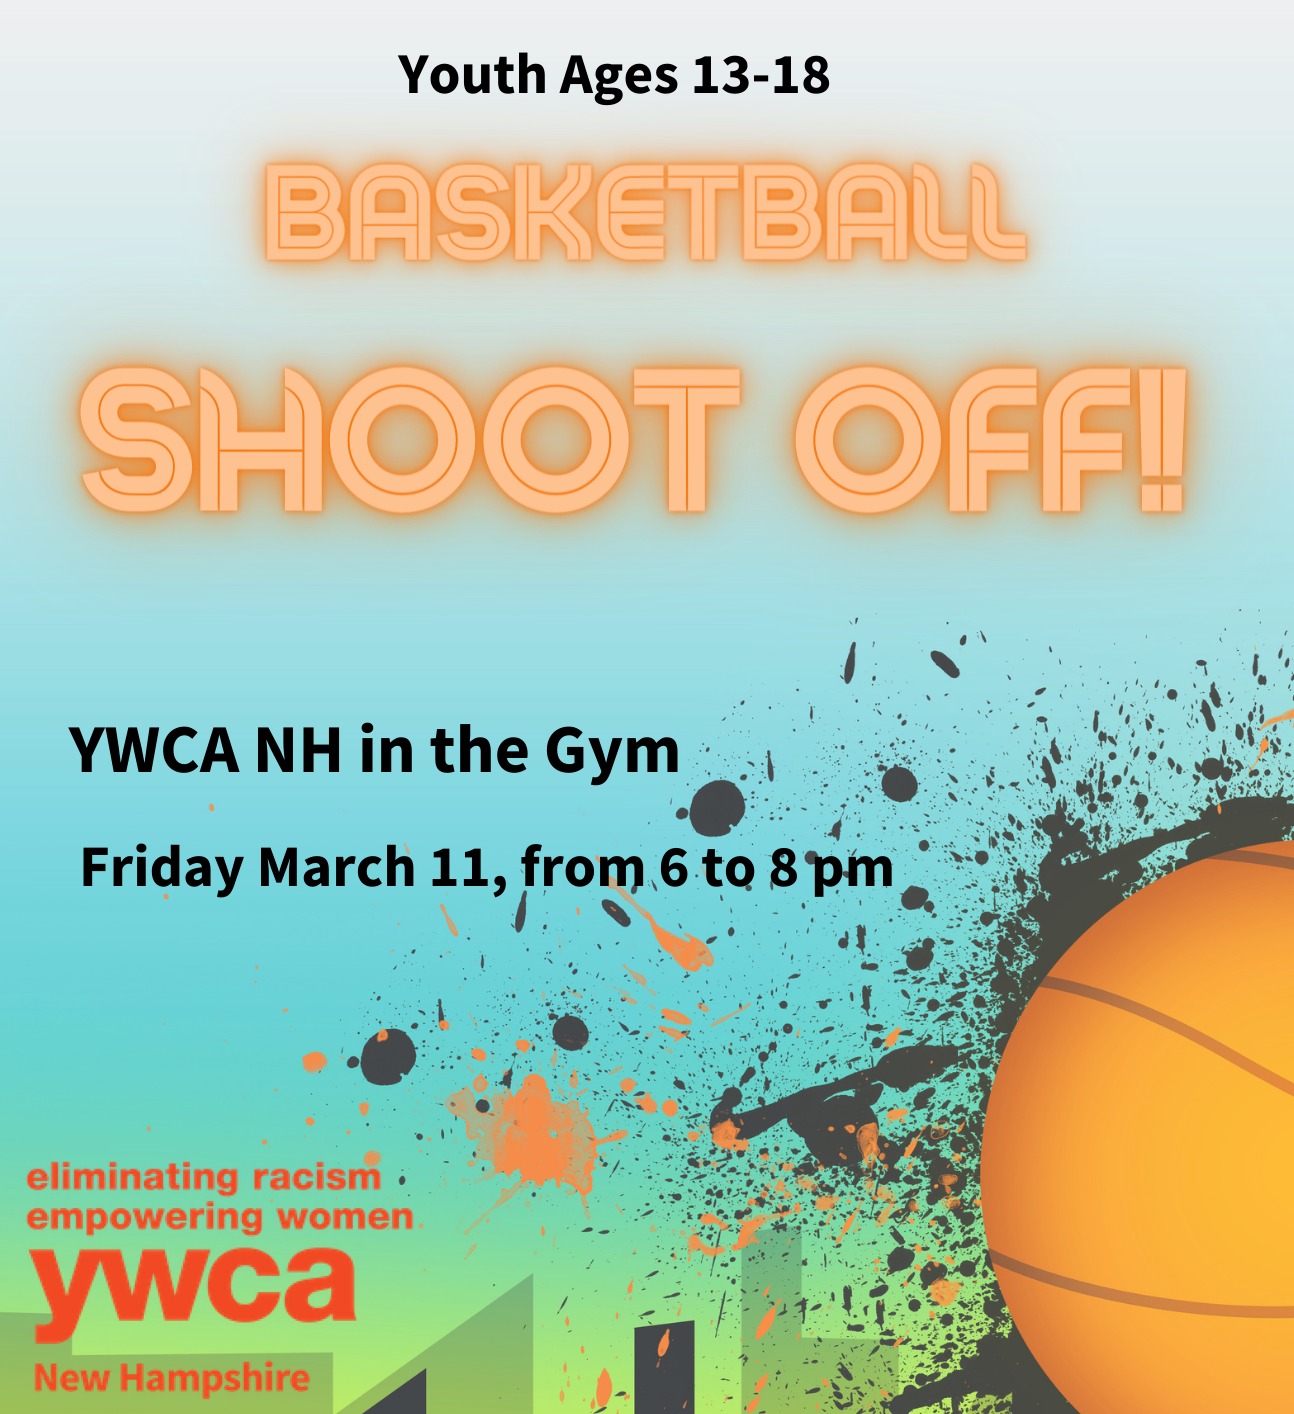 Youth Ages 13-18
BASKETBALL
SHOOT OFF!
YWCA NH in the Gym
Friday March 11, from 6 to 8 pm
eliminating racism
empowering women
ywca
New Hampshire